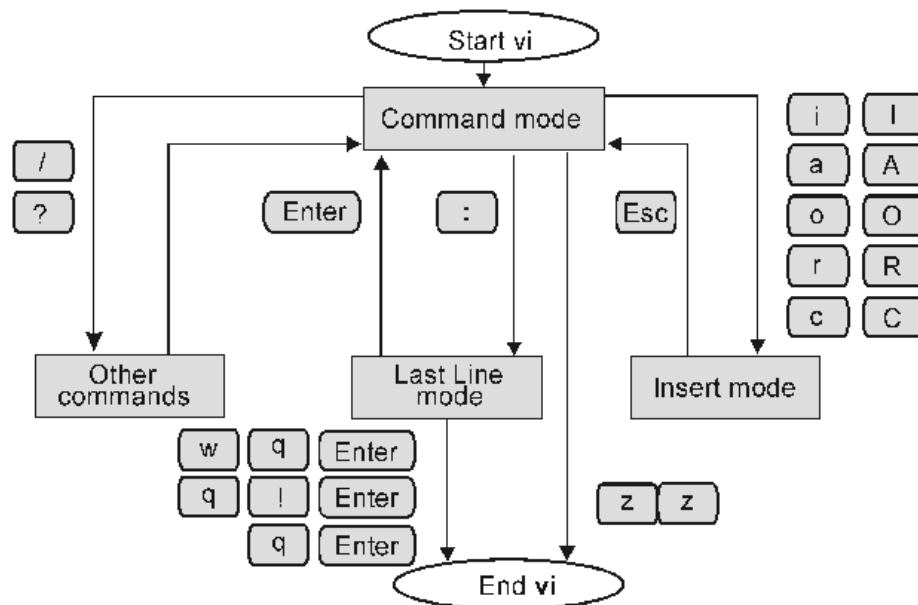 Start vi
Command mode
i I
/
a A
? Enter : Esc
o O
r R
c C
Other
commands
Last Line
mode
Insert mode
w q Enter
q ! Enter
z z
q Enter
End vi